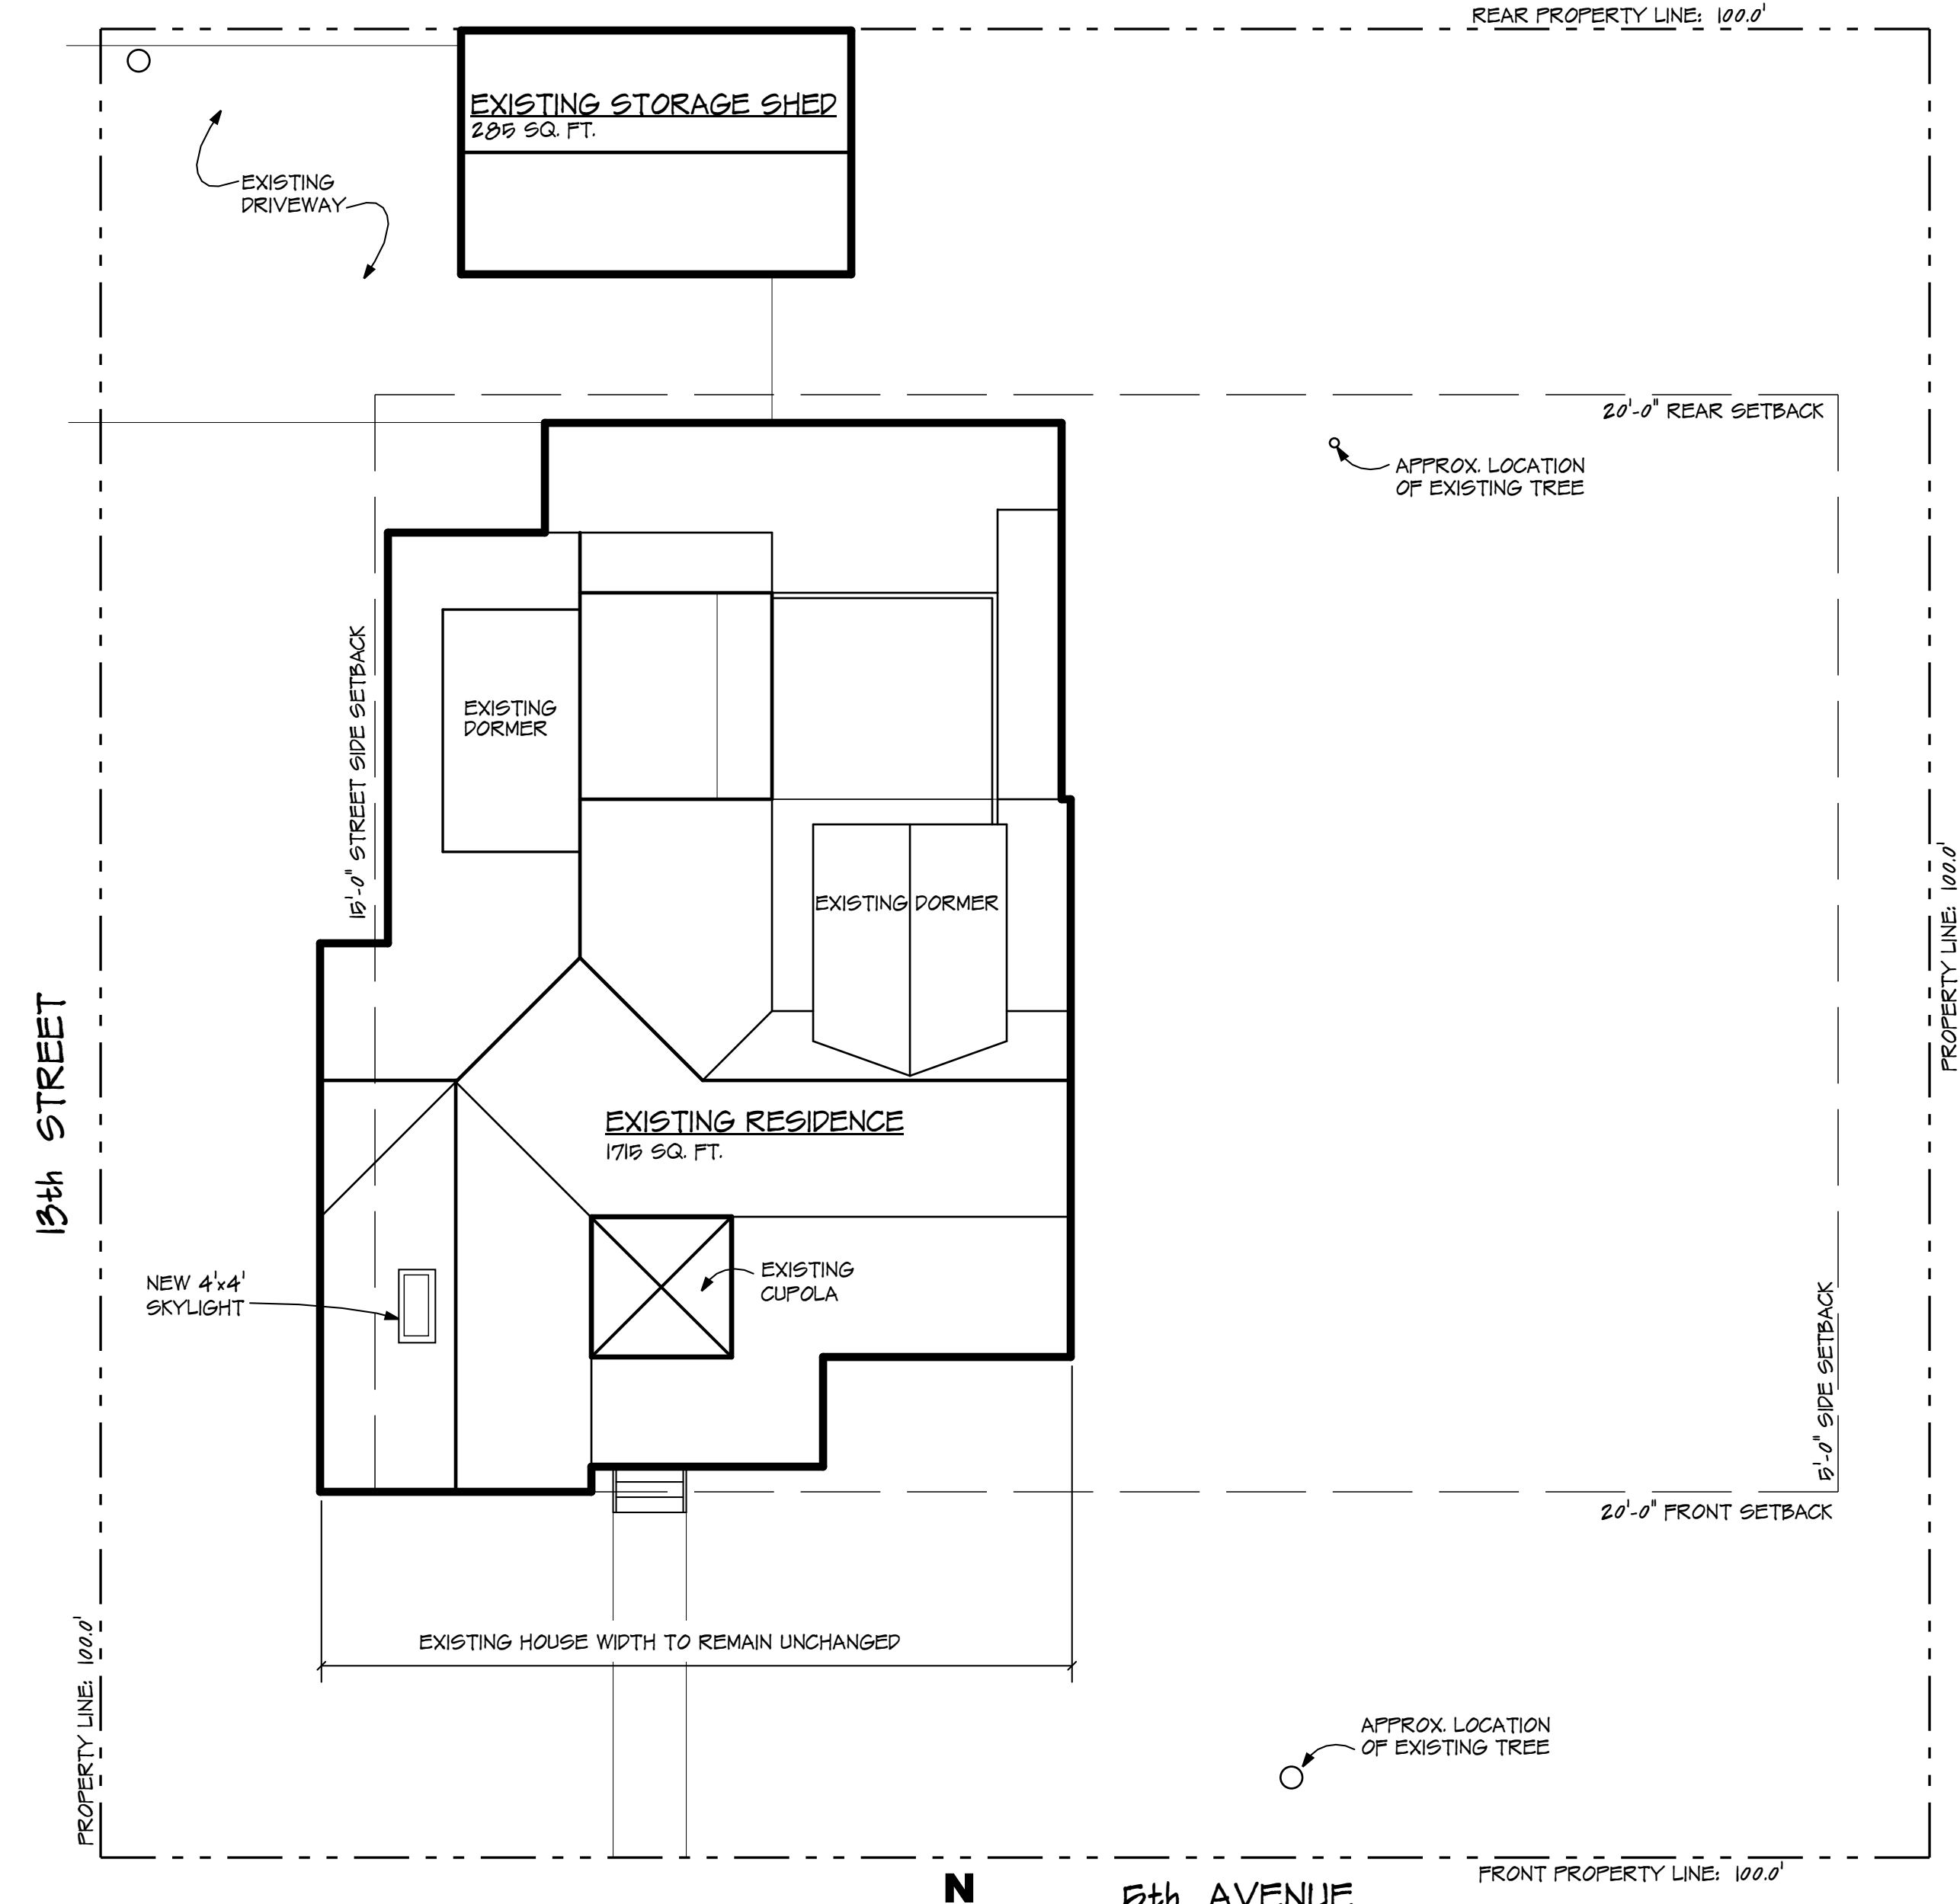 REAR PROPERTY LINE: 100.0'
EXISTING STORAGE SHED
285 SQ. FT.
EXISTING
DRIVEWAY
20'-0" REAR SETBACK
APPROX. LOCATION
OF EXISTING TREE
15'-0" STREET SIDE SETBACK
EXISTING
DORMER
EXISTING DORMER
PROPERTY LINE: 100.0'
13th STREET
EXISTING RESIDENCE
1715 SQ. FT.
NEW 4'x4'
SKYLIGHT
EXISTING
CUPOLA
5'-0" SIDE SETBACK
20'-0" FRONT SETBACK
EXISTING HOUSE WIDTH TO REMAIN UNCHANGED
PROPERTY LINE: 100.0'
APPROX. LOCATION
OF EXISTING TREE
FRONT PROPERTY LINE: 100.0'
N
5th AVENUE